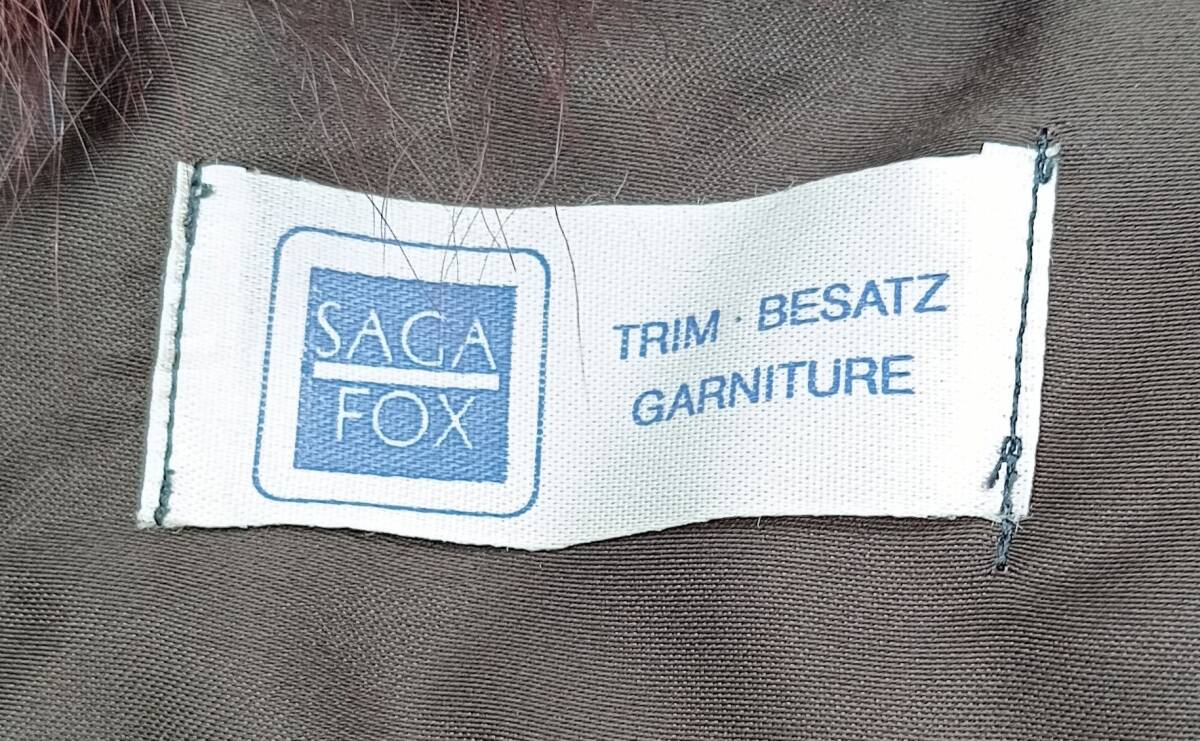 SAGA
FOX
TRIM · BESATZ
GARNITURE